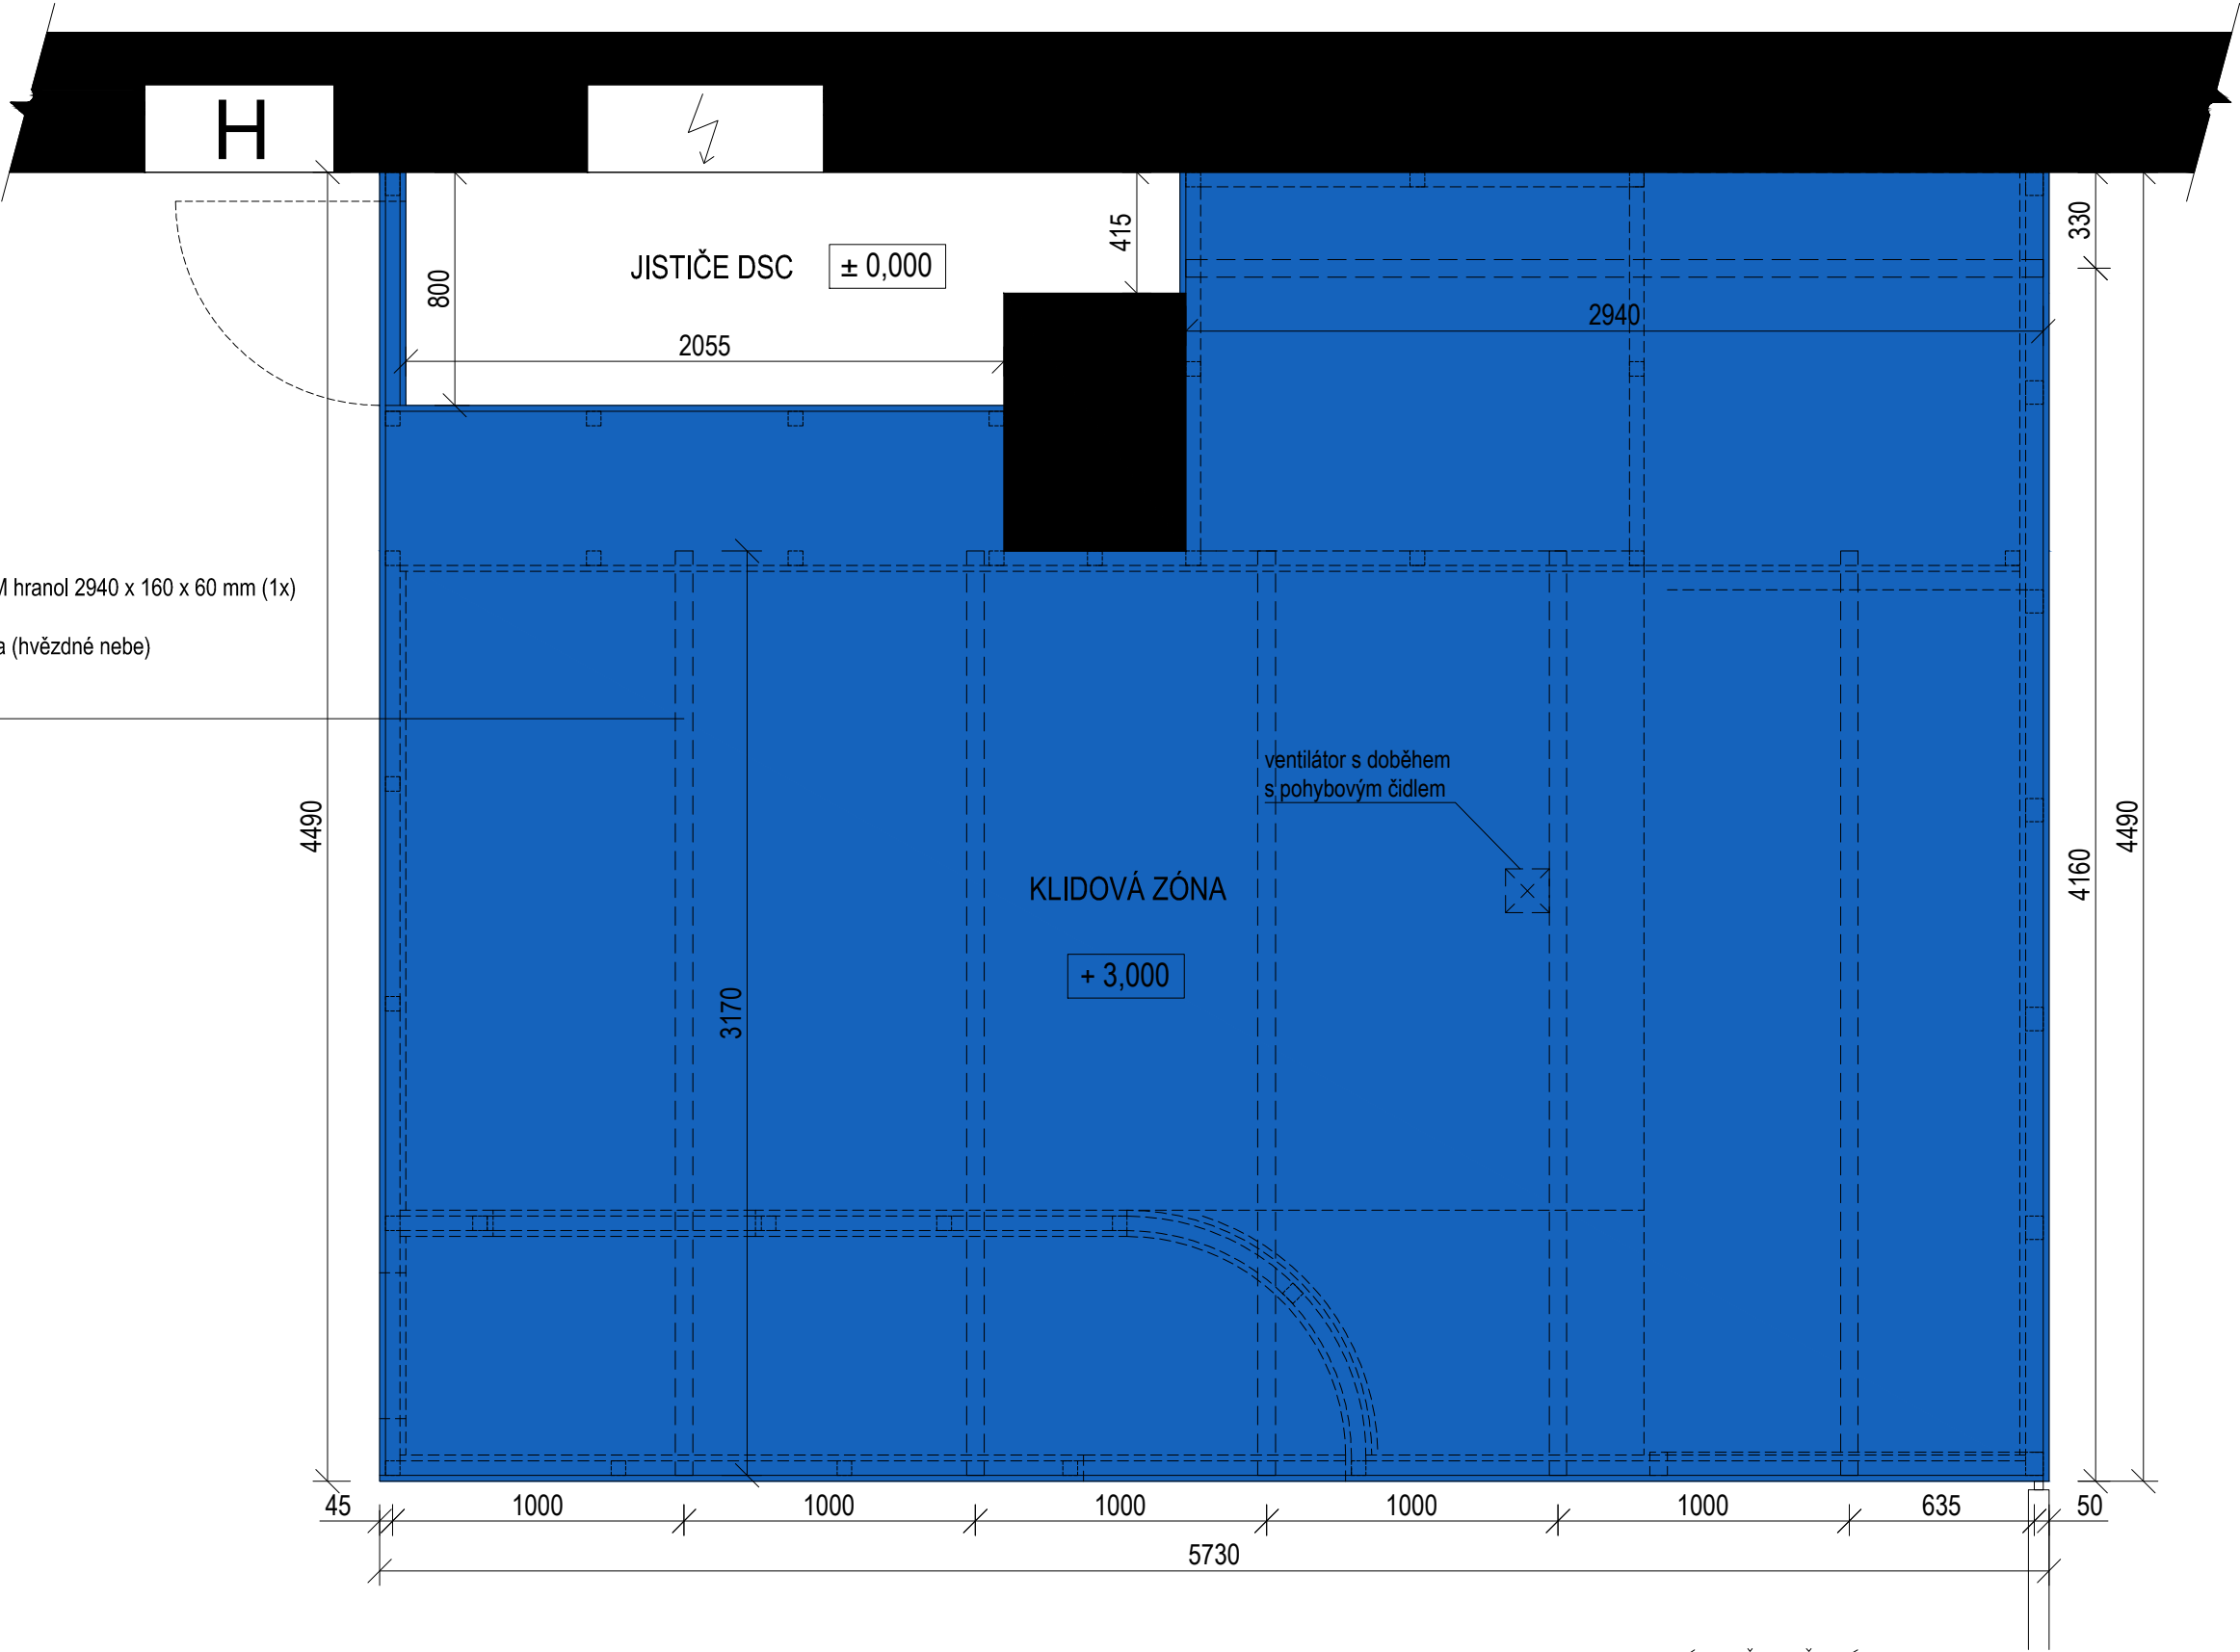 H
330
415
JISTIČE DSC ± 0,000
800
2940
2055
M hranol 2940 x 160 x 60 mm (1x)
a (hvězdné nebe)
ventilátor s doběhem
s pohybovým čidlem
4490
4490
4160
KLIDOVÁ ZÓNA
+ 3,000
3170
45 1000 1000 1000 1000 1000 635 50
5730